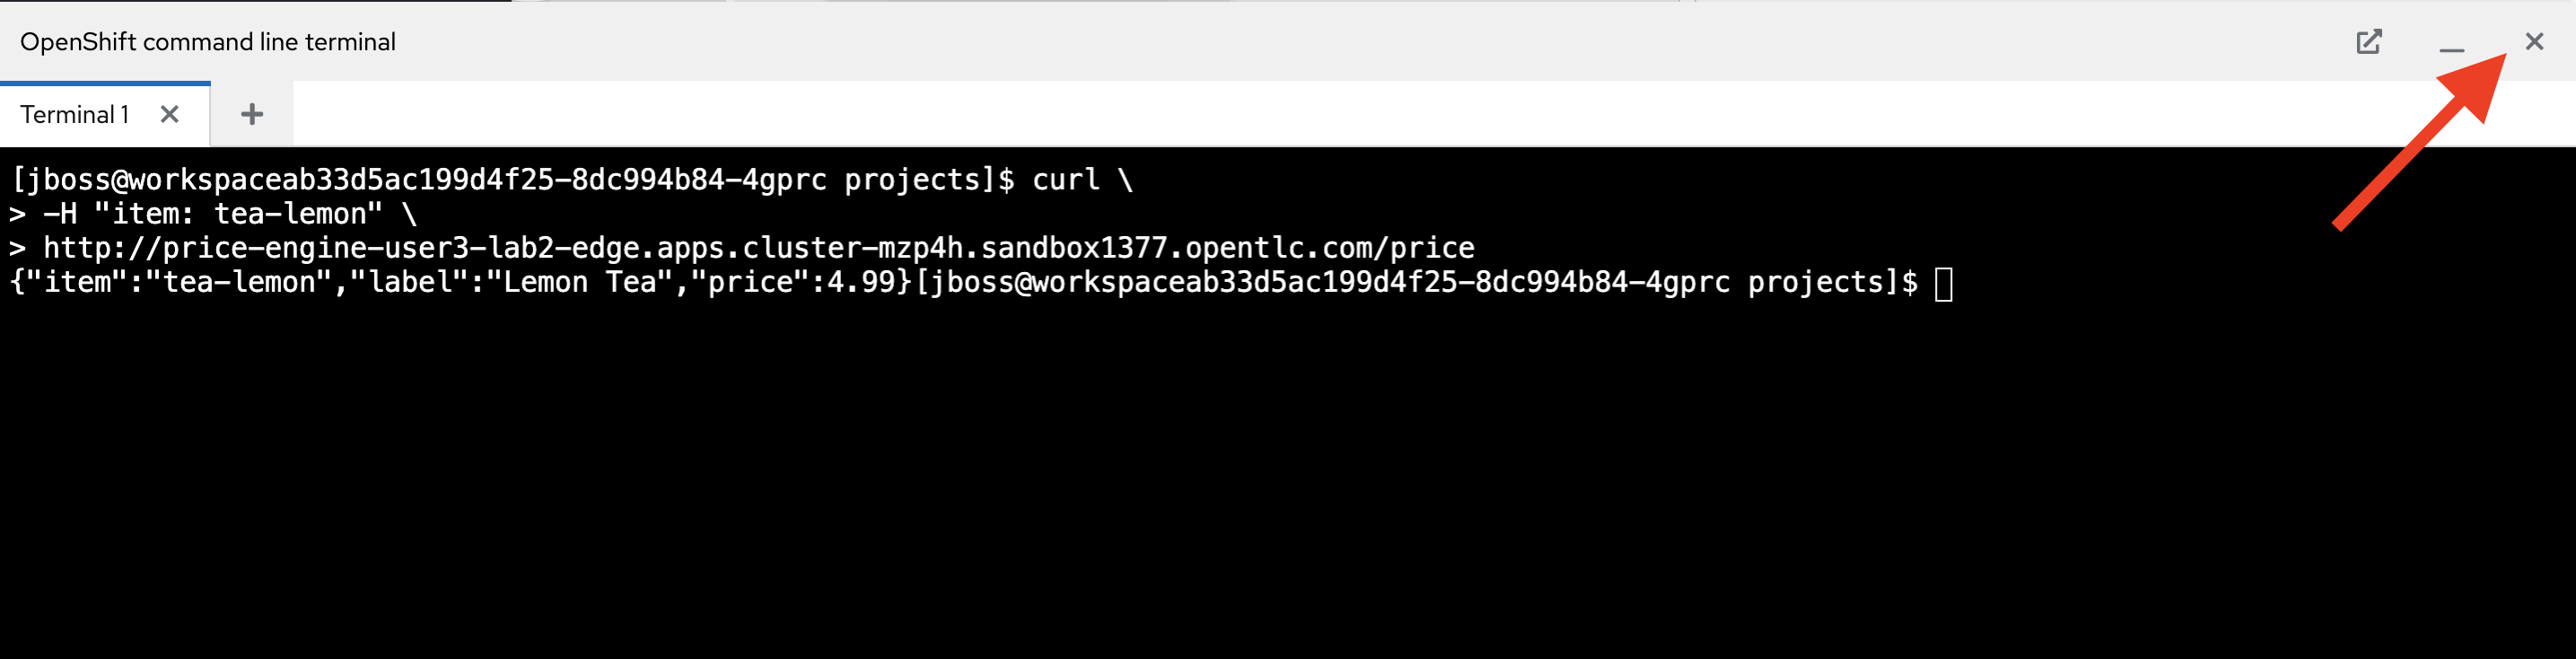 OpenShift command line terminal
Terminal 1
[jboss@workspaceab33d5ac199d4f25-8dc994b84-4gprc projects]$ curl \
> -H "item: tea-lemon" \
> http://price-engine-user3-lab2-edge.apps.cluster-mzp4h.sandbox1377.opentlc.com/price
{"item":"tea-lemon","label":"Lemon Tea","price":4.99}[jboss@workspaceab33d5ac199d4f25-8dc994b84-4gprc projects]$